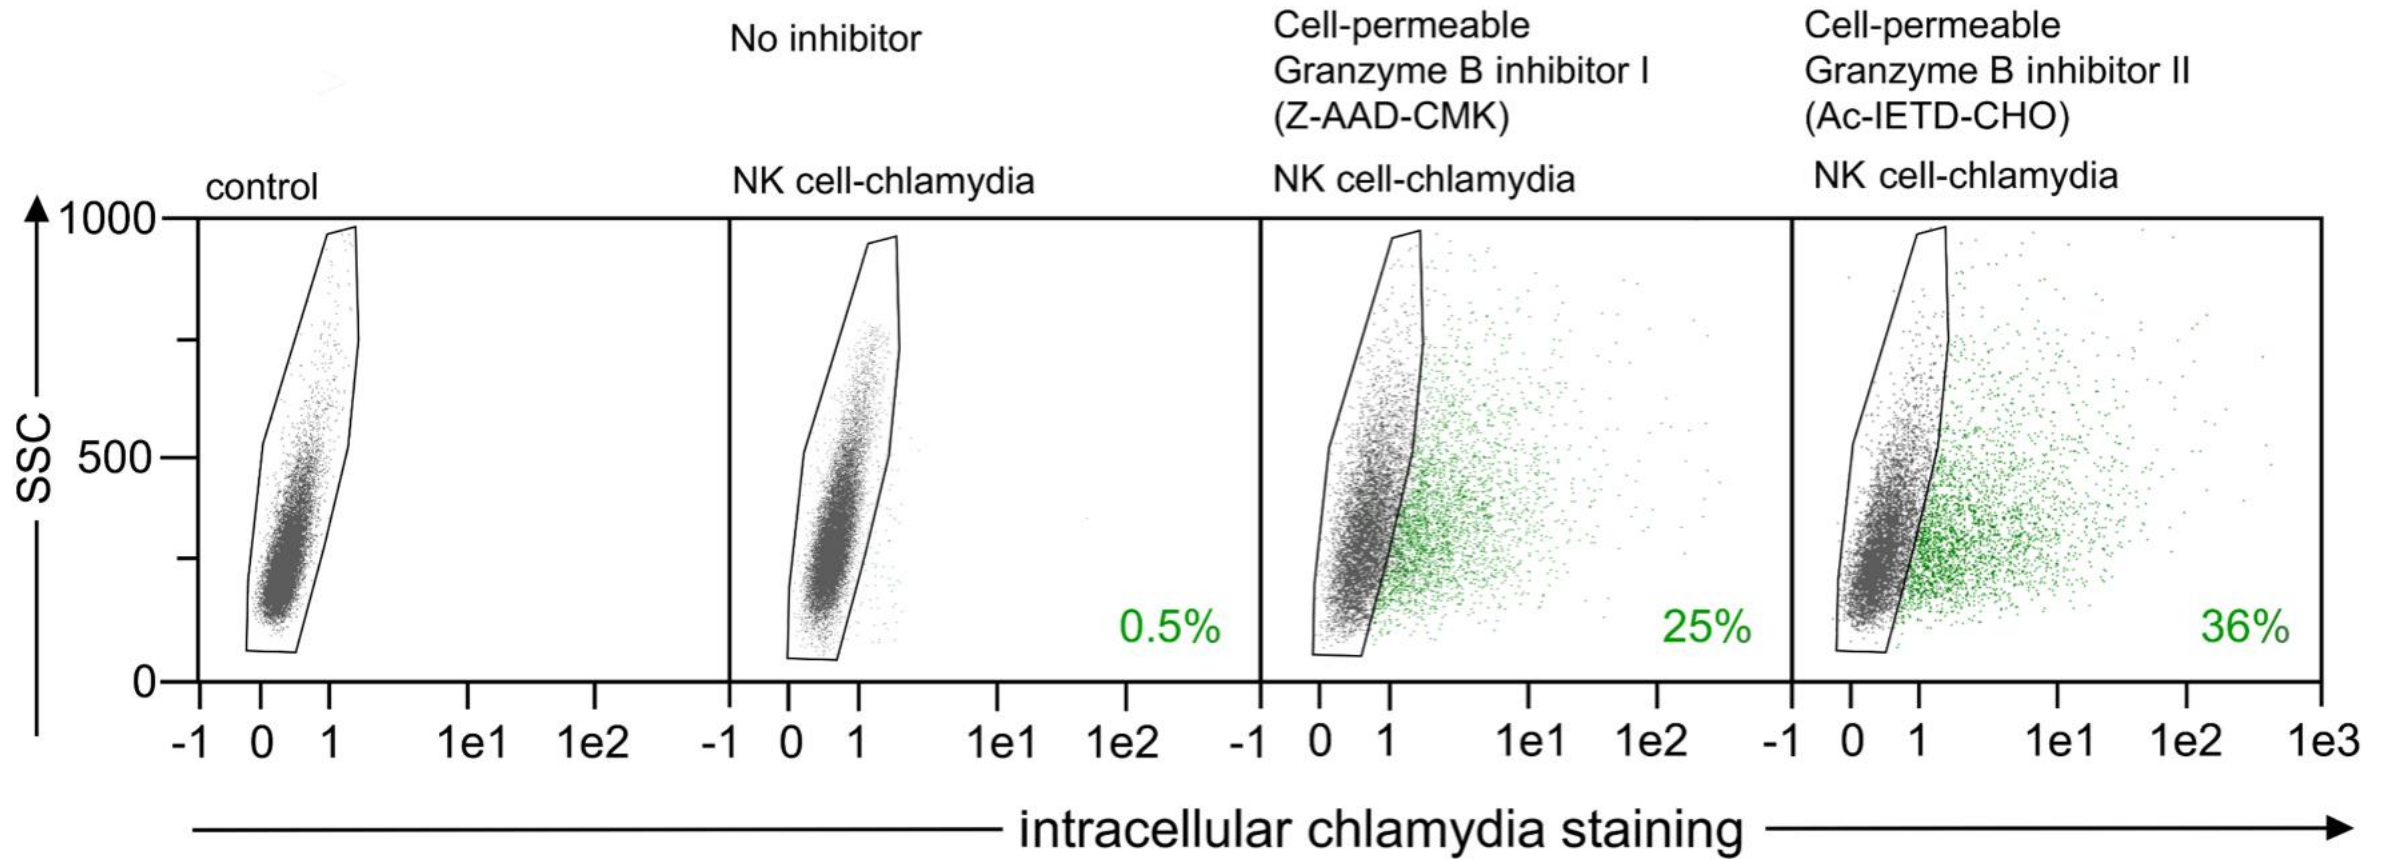 No inhibitor
Cell-permeable
Granzyme B inhibitor I
(Z-AAD-CMK)
Cell-permeable
Granzyme B inhibitor II
(Ac-IETD-CHO)
control
NK cell-chlamydia
NK cell-chlamydia
NK cell-chlamydia
SSC
1000
500
0
0.5%
25%
36%
-1 0 1 1e1 1e2
-1 0 1 1e1 1e2
-1 0 1 1e1 1e2
-1 0 1 1e1 1e2 1e3
intracellular chlamydia staining